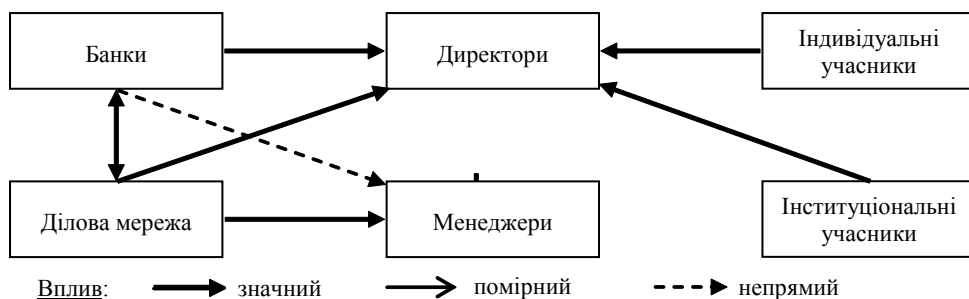 Банки
Директори
Індивідуальні
учасники
Ділова мережа
Менеджери
Інституціональні
учасники
Вплив: значний помірний непрямий